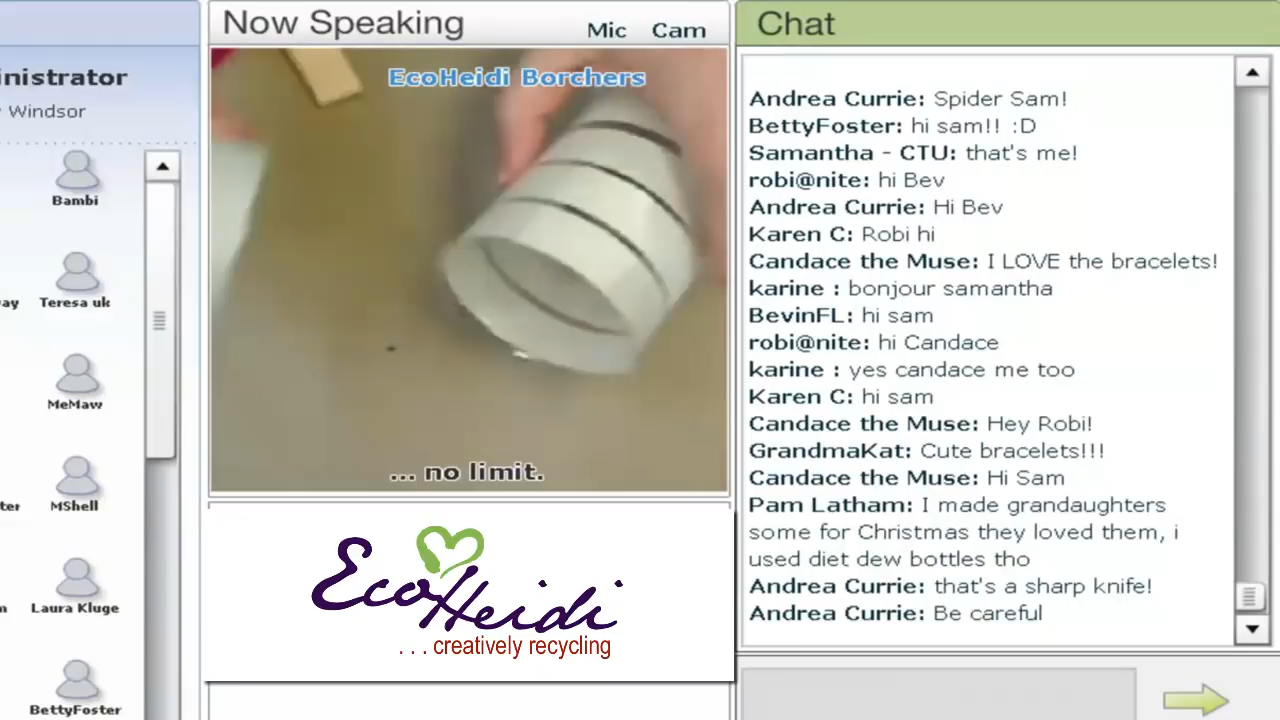 inistrator
Windsor
Bambi
Teresa uk
ay
MeMaw
MShell
ter
Laura Kluge
BettyFoster
Now Speaking
Mic Cam
EcoHeidi Borchers
... no limit.
EcoHeidi
. . . creatively recycling
Chat
Andrea Currie: Spider Sam!
BettyFoster: hi sam!! :D
Samantha - CTU: that's me!
robi@nite: hi Bev
Andrea Currie: Hi Bev
Karen C: Robi hi
Candace the Muse: I LOVE the bracelets!
karine : bonjour samantha
BevinFL: hi sam
robi@nite: hi Candace
karine : yes candace me too
Karen C: hi sam
Candace the Muse: Hey Robi!
GrandmaKat: Cute bracelets!!!
Candace the Muse: Hi Sam
Pam Latham: I made grandaughters
some for Christmas they loved them, i
used diet dew bottles tho
Andrea Currie: that's a sharp knife!
Andrea Currie: Be careful